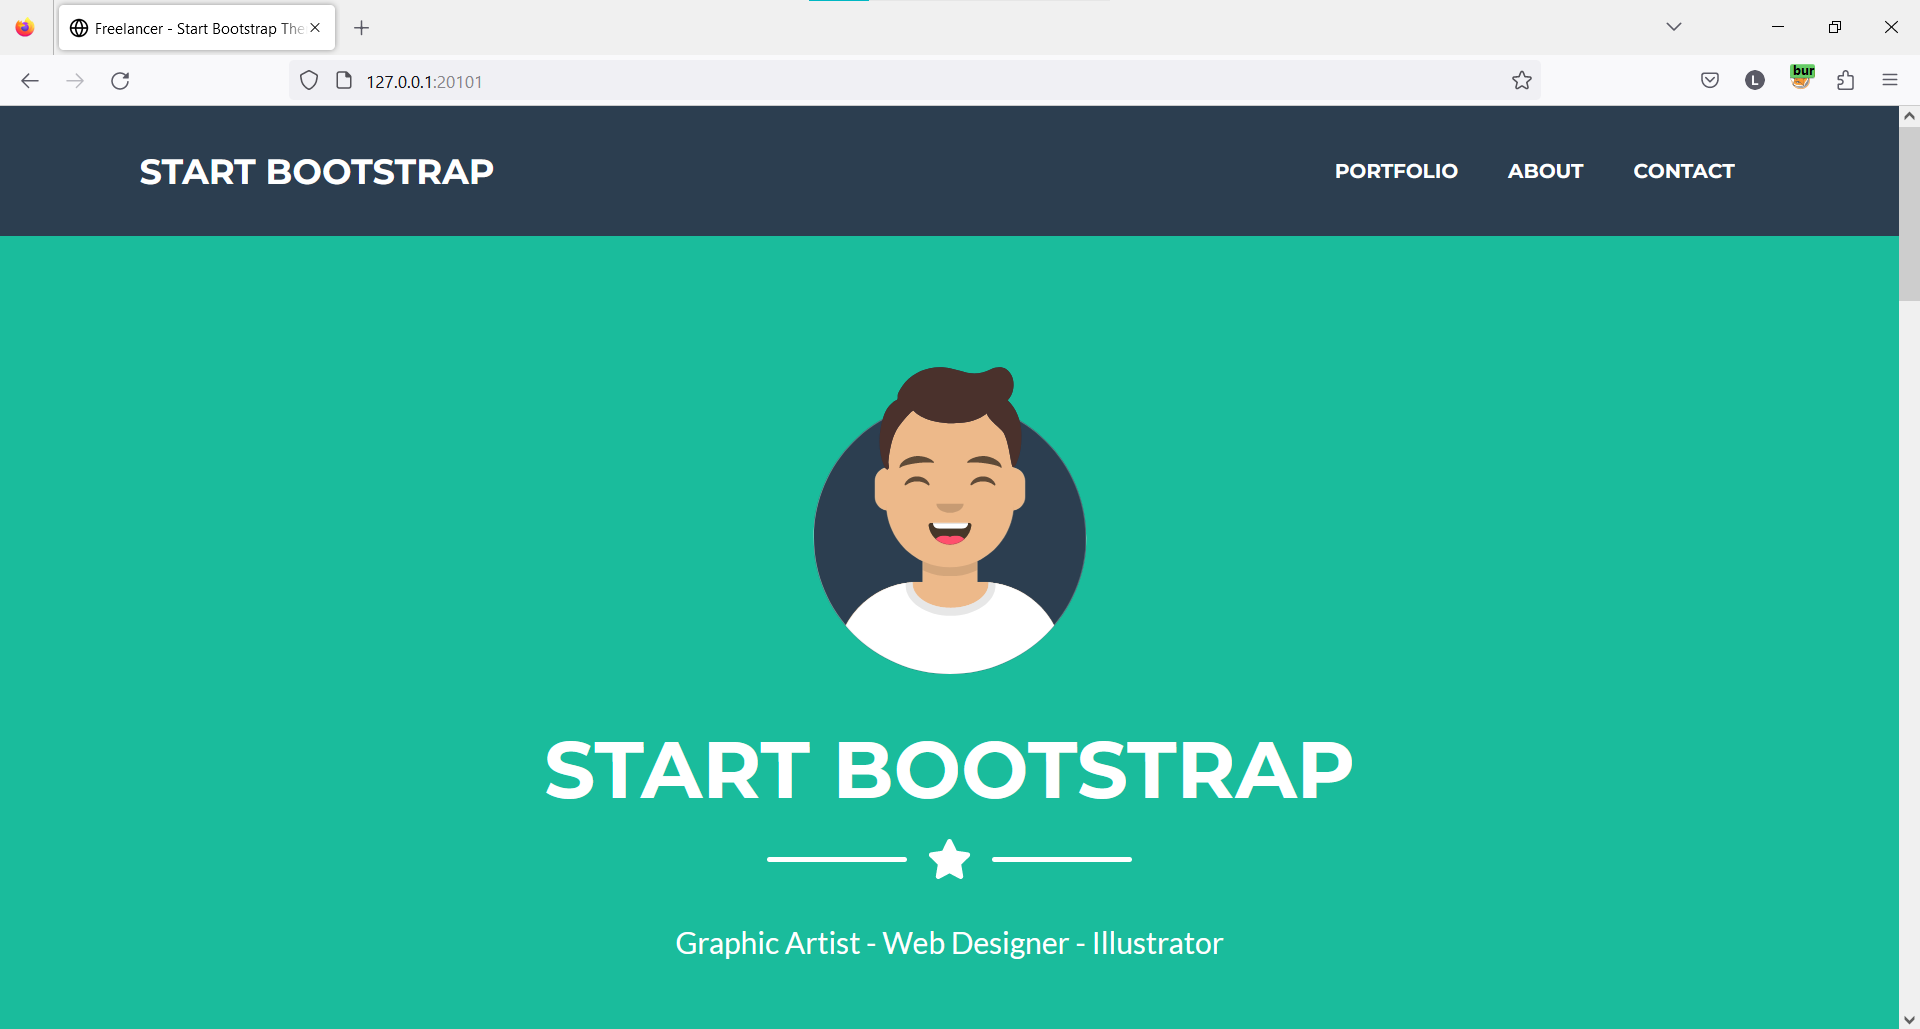 Freelancer - Start Bootstrap The
127.0.0.1:20101
L
bur
START BOOTSTRAP
PORTFOLIO
ABOUT
CONTACT
START BOOTSTRAP
Graphic Artist - Web Designer - Illustrator